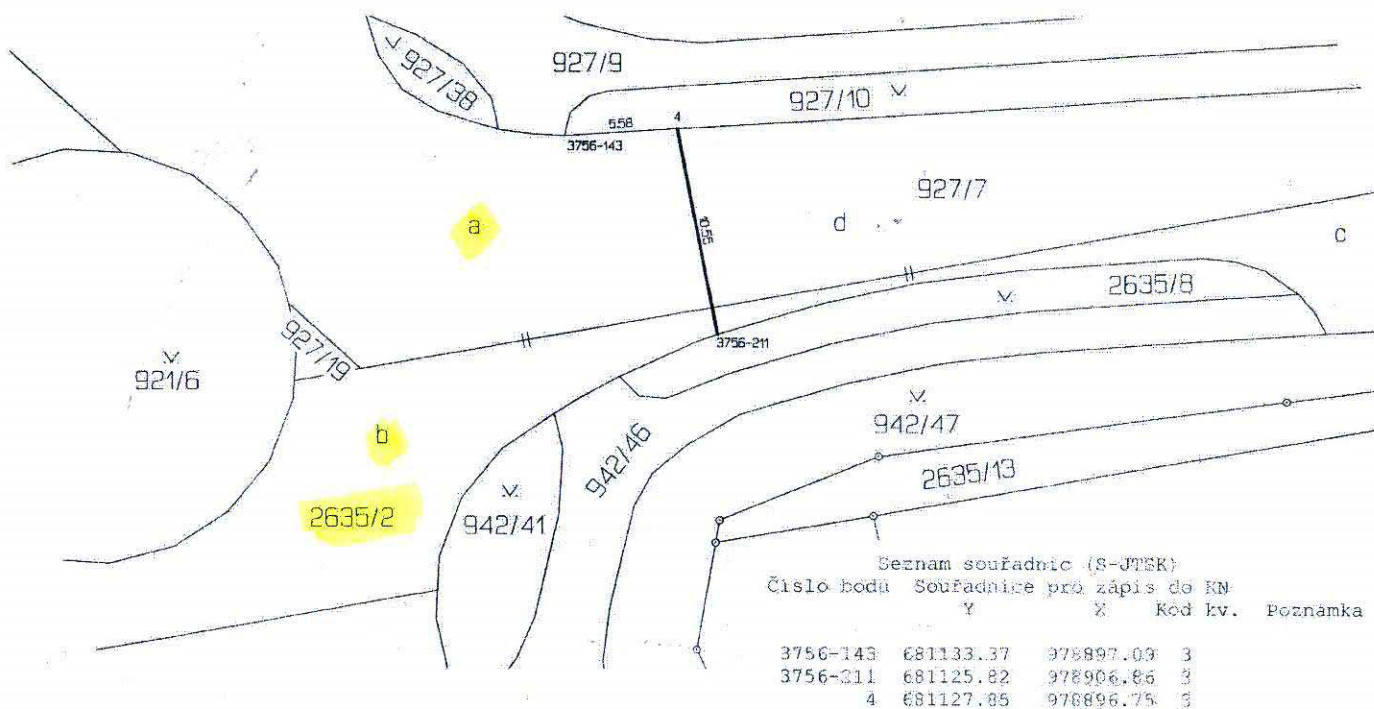 927/38
927/9
927/10
5.58
4
3756-143
927/7
a
10.55
d
c
2635/8
927/19
3756-211
921/6
942/47
b
942/46
2635/13
2635/2
942/41
Seznam souřadnic (S-JTSK)
Číslo bodu Souřadnice pro zápis do KN
Y X Kód kv. Poznámka
3756-143 681133.37 978897.09 3
3756-211 681125.82 978906.86 3
4 681127.85 978896.75 3